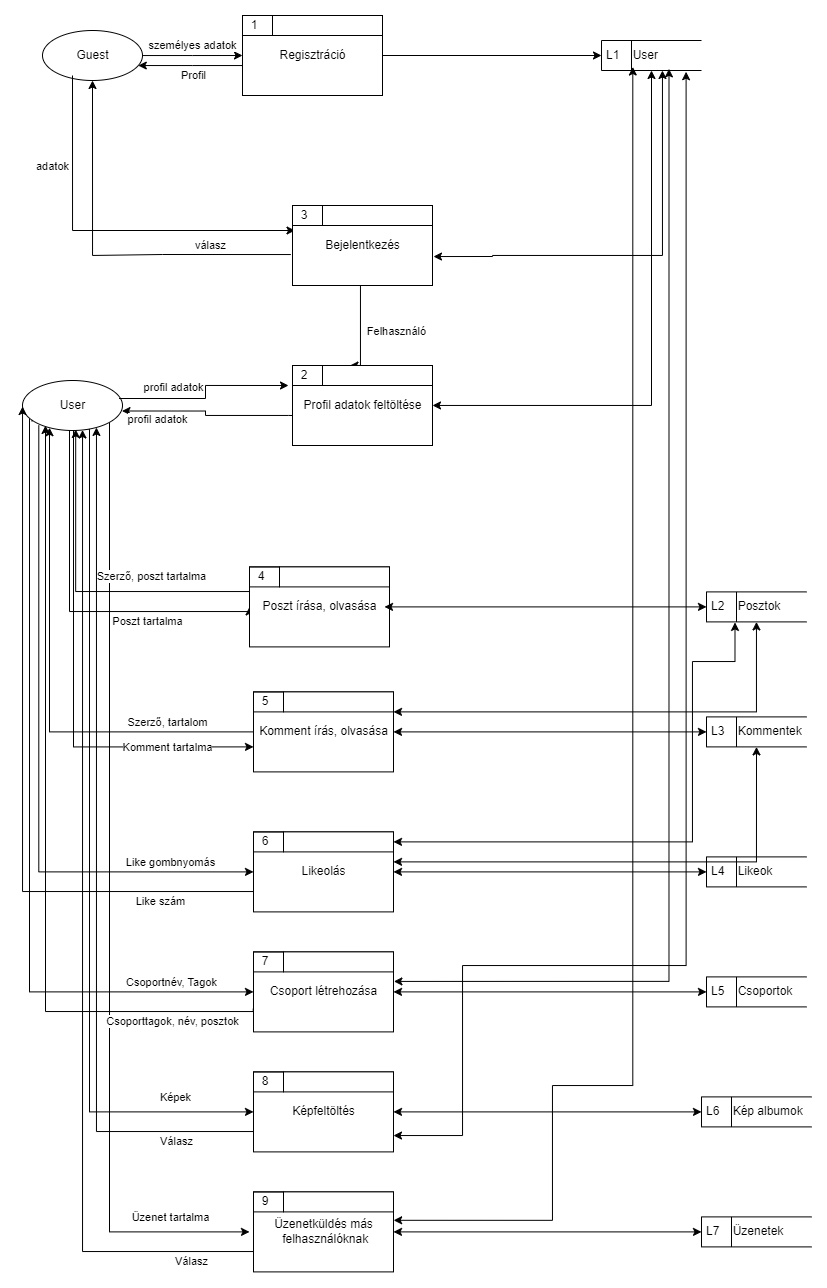 1
Guest
személyes adatok
Regisztráció
L1
User
Profil
adatok
3
válasz
Bejelentkezés
Felhasználó
2
profil adatok
User
Profil adatok feltöltése
profil adatok
4
Szerző, poszt tartalma
Poszt írása, olvasása
L2
Posztok
Poszt tartalma
5
Szerző, tartalom
Komment írás, olvasása
L3
Kommentek
Komment tartalma
6
Like gombnyomás
Likeolás
L4
Likeok
Like szám
7
Csoportnév, Tagok
Csoport létrehozása
L5
Csoportok
Csoporttagok, név, posztok
8
Képek
Képfeltöltés
L6
Kép albumok
Válasz
9
Üzenet tartalma
Üzenetküldés más
felhasználóknak
L7
Üzenetek
Válasz